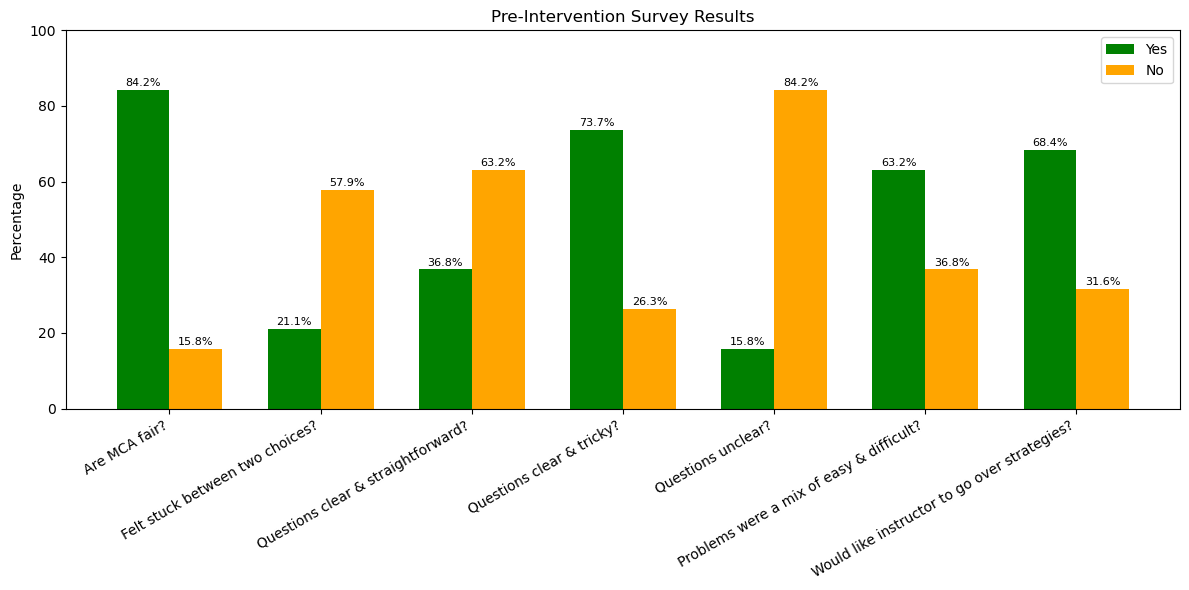 Pre-Intervention Survey Results
Percentage
100
80
60
40
20
0
Yes
No
84.2%
15.8%
21.1%
57.9%
36.8%
63.2%
73.7%
26.3%
15.8%
84.2%
63.2%
36.8%
68.4%
31.6%
Are MCA fair?
Felt stuck between two choices?
Questions clear & straightforward?
Questions clear & tricky?
Questions unclear?
Problems were a mix of easy & difficult?
Would like instructor to go over strategies?